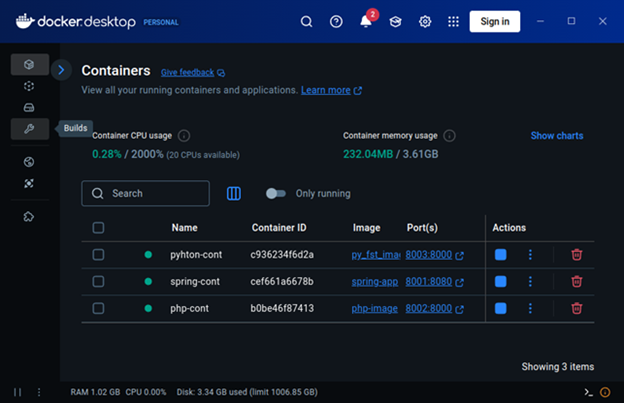 docker.desktop PERSONAL 2 Sign in
Containers Give feedback
View all your running containers and applications. Learn more
Builds
Container CPU usage Container memory usage Show charts
0.28% / 2000% (20 CPUs available) 232.04MB / 3.61GB
Search Only running
Name Container ID Image Port(s) Actions
pyhton-cont c936234f6d2a py_fst_imag 8003:8000
spring-cont cef661a6678b spring-app 8001:8080
php-cont b0be46f87413 php-image 8002:8000
Showing 3 items
RAM 1.02 GB CPU 0.00% Disk: 3.34 GB used (limit 1006.85 GB)